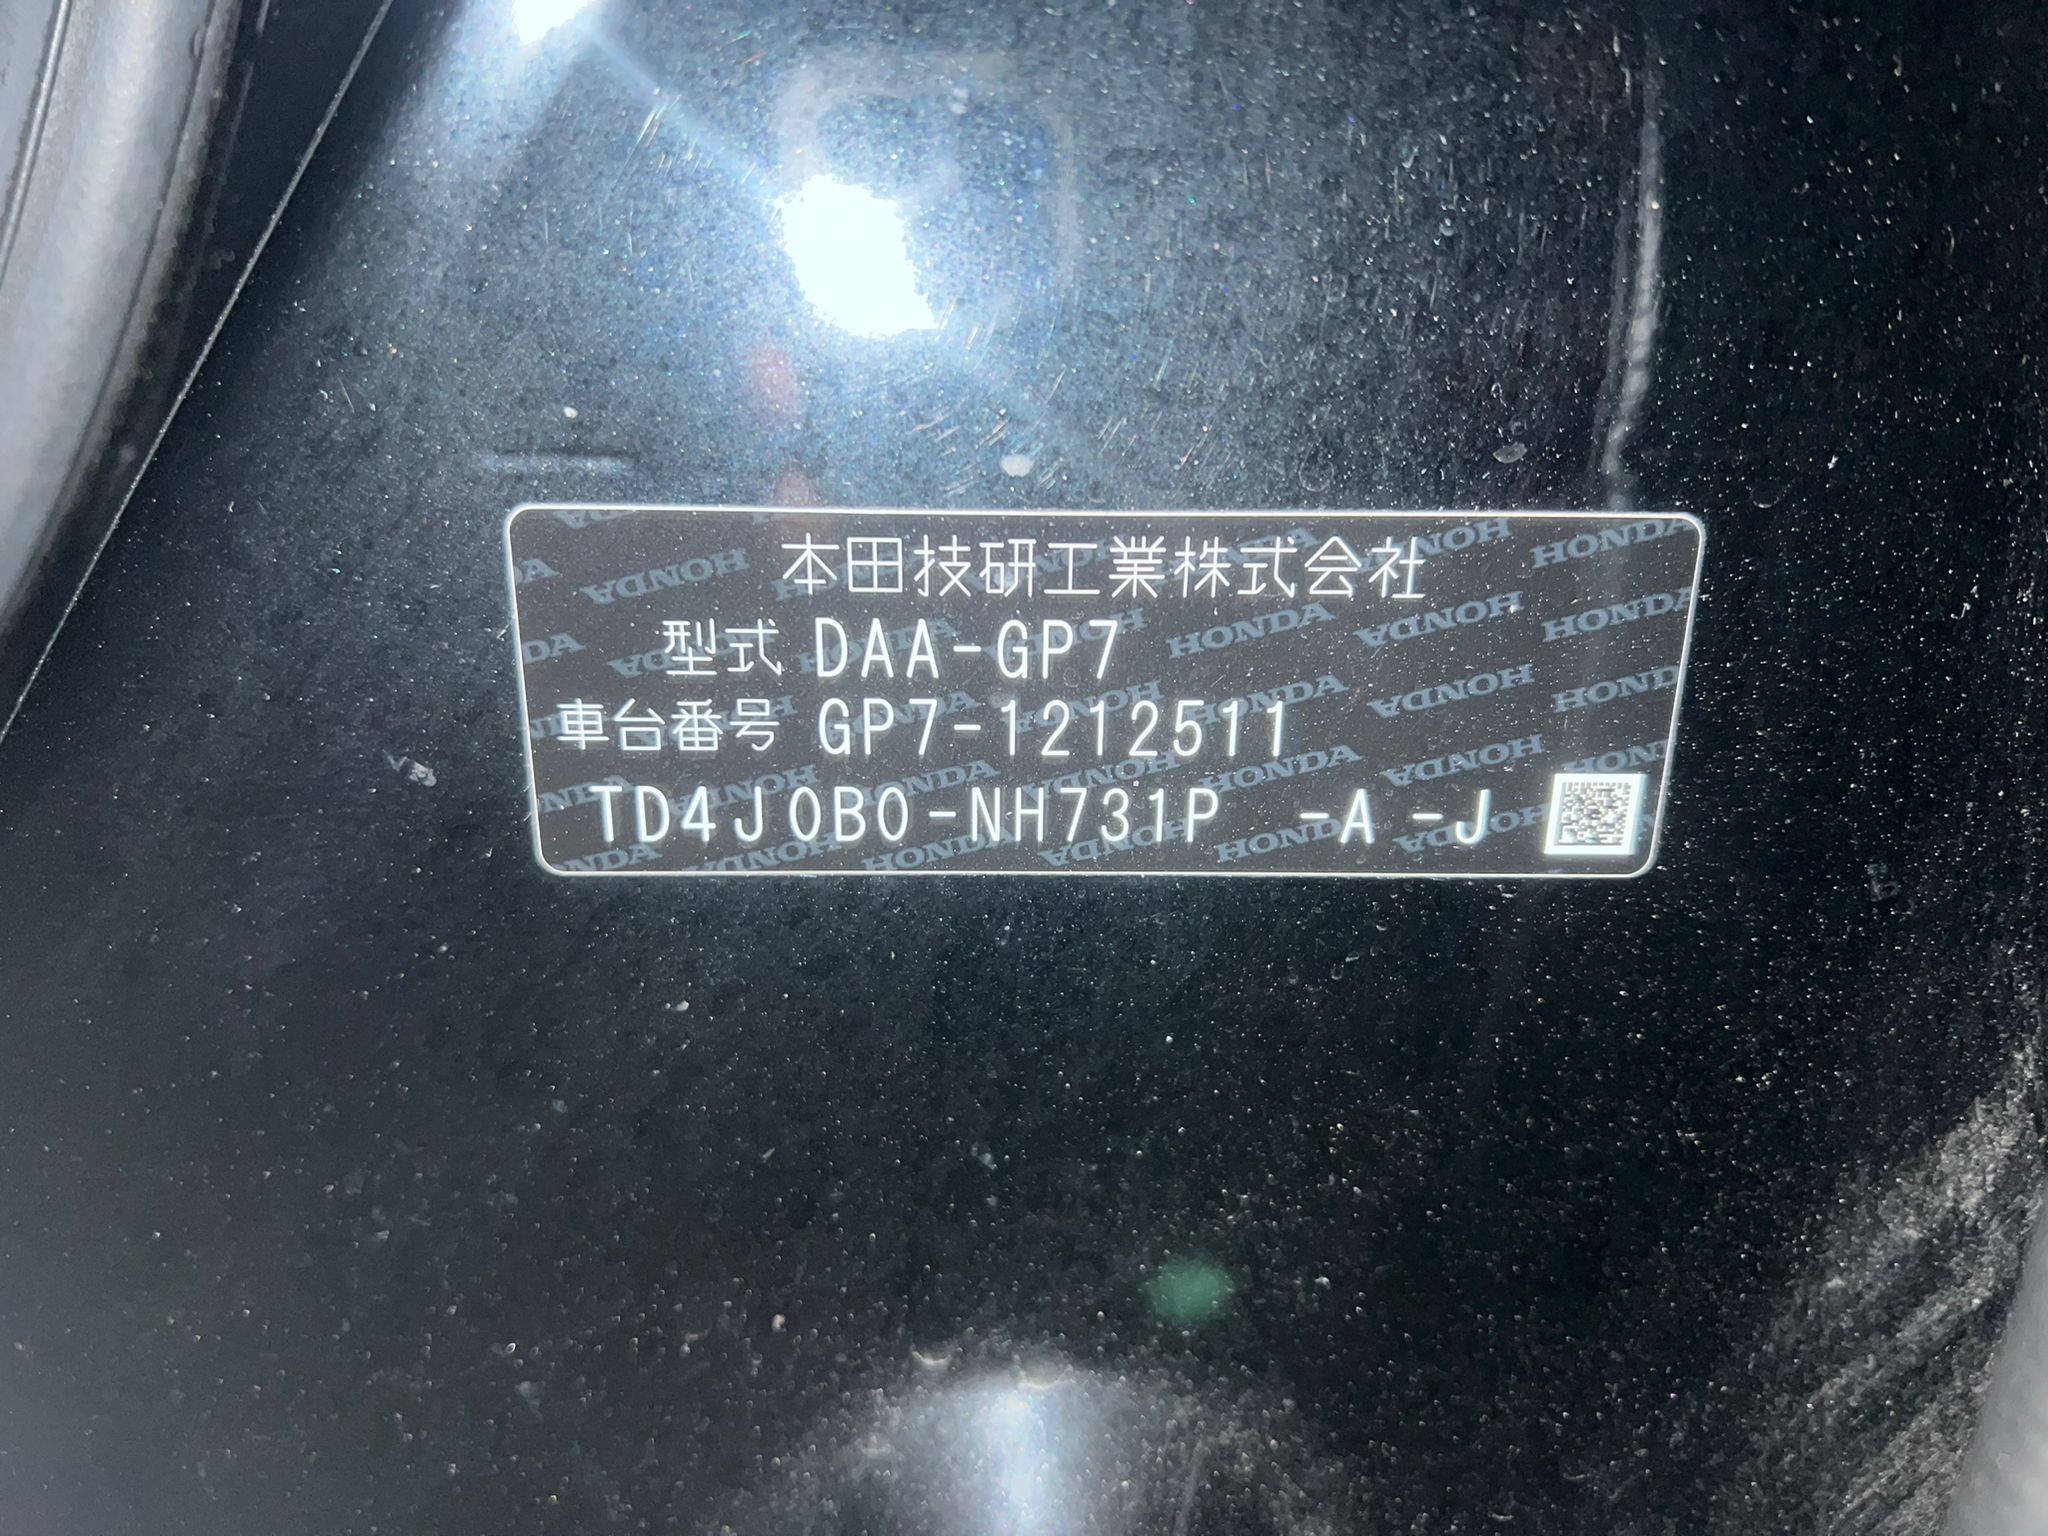 本田技研工業株式会社
型式 DAA-GP7
車台番号 GP7-1212511
TD4J0B0-NH731P -A -J